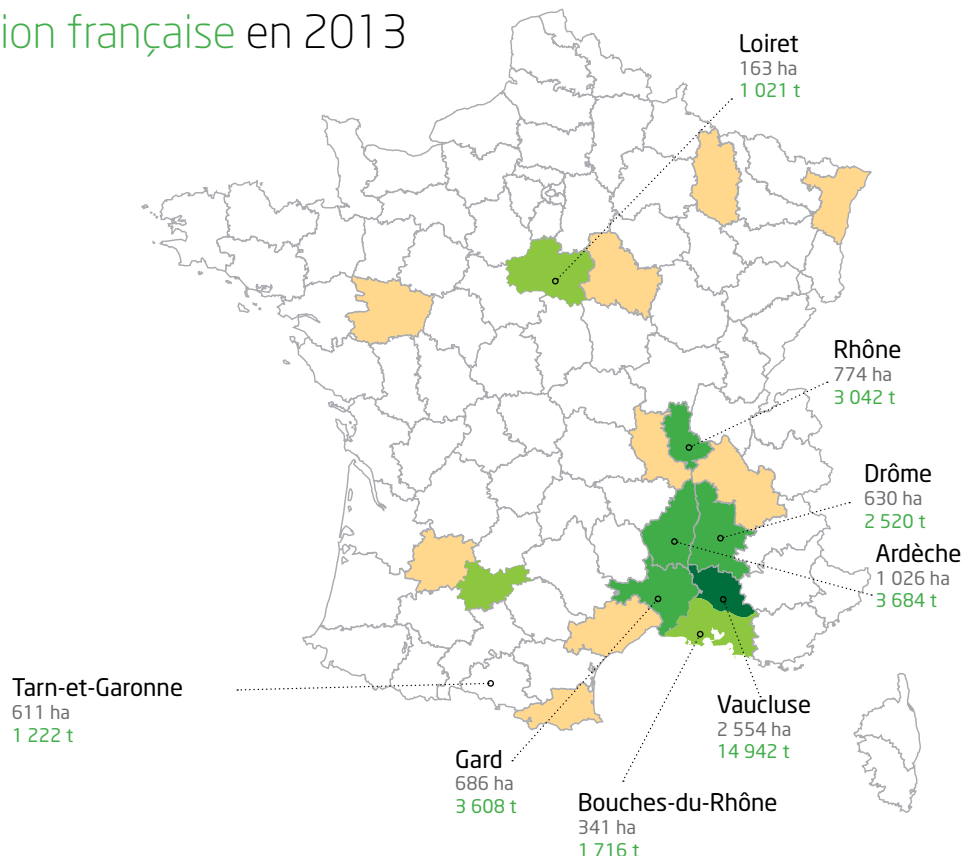 ion française en 2013
Loiret
163 ha
1 021 t
Rhône
774 ha
3 042 t
Drôme
630 ha
2 520 t
Ardèche
1 026 ha
3 684 t
Tarn-et-Garonne
611 ha
1 222 t
Vaucluse
2 554 ha
14 942 t
Gard
686 ha
3 608 t
Bouches-du-Rhône
341 ha
1 716 t